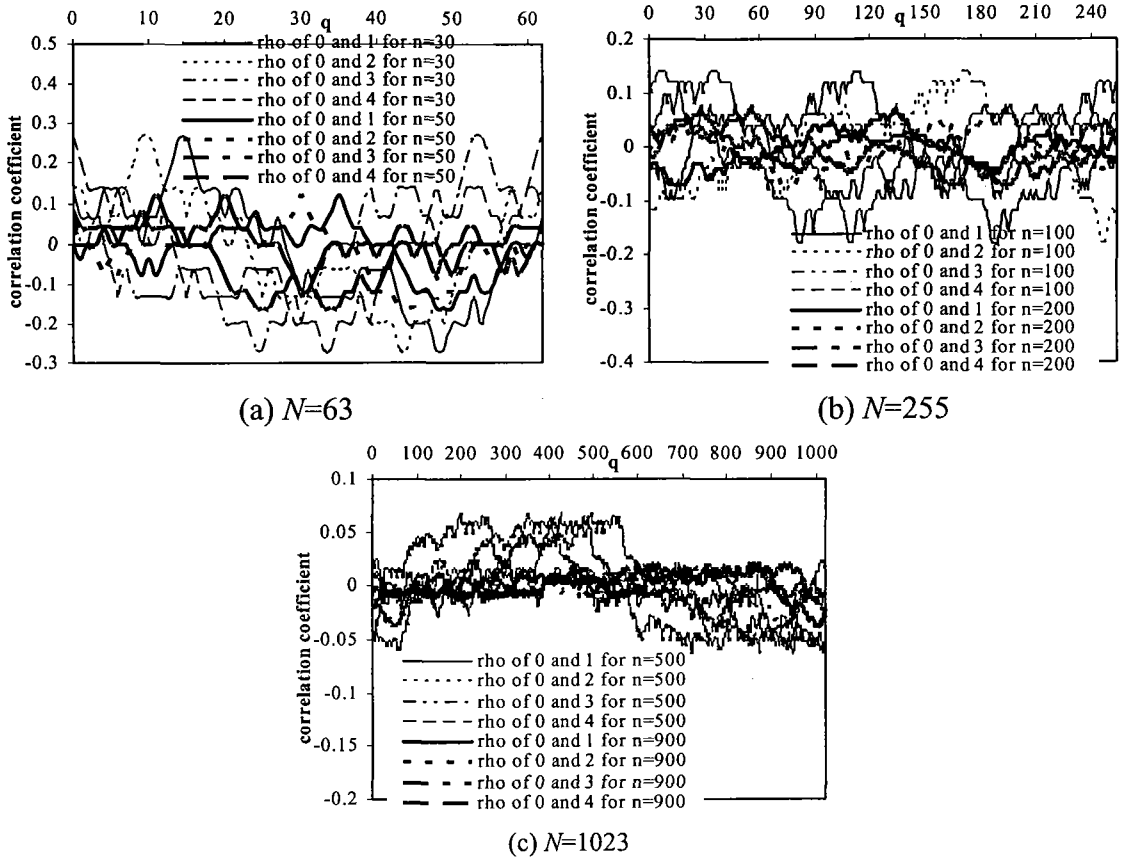 0 10 20 30 40 50 60
q
0.5
0.4
0.3
0.2
0.1
0
-0.1
-0.2
-0.3
correlation coefficient
rho of 0 and 1 for n=30
rho of 0 and 2 for n=30
rho of 0 and 3 for n=30
rho of 0 and 4 for n=30
rho of 0 and 1 for n=50
rho of 0 and 2 for n=50
rho of 0 and 3 for n=50
rho of 0 and 4 for n=50
(a) N=63
0 30 60 90 120 150 180 210 240
q
0.2
0.1
0
-0.1
-0.2
-0.3
-0.4
correlation coefficient
rho of 0 and 1 for n=100
rho of 0 and 2 for n=100
rho of 0 and 3 for n=100
rho of 0 and 4 for n=100
rho of 0 and 1 for n=200
rho of 0 and 2 for n=200
rho of 0 and 3 for n=200
rho of 0 and 4 for n=200
(b) N=255
0 100 200 300 400 500 600 700 800 900 1000
q
0.1
0.05
0
-0.05
-0.1
-0.15
-0.2
correlation coefficient
rho of 0 and 1 for n=500
rho of 0 and 2 for n=500
rho of 0 and 3 for n=500
rho of 0 and 4 for n=500
rho of 0 and 1 for n=900
rho of 0 and 2 for n=900
rho of 0 and 3 for n=900
rho of 0 and 4 for n=900
(c) N=1023